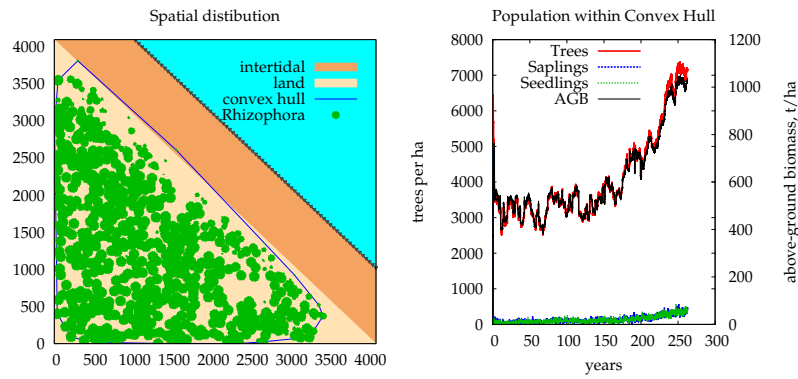 Spatial distibution
4000
3500
3000
2500
2000
1500
1000
500
0
intertidal
land
convex hull
Rhizophora
0 500 1000 1500 2000 2500 3000 3500 4000
Population within Convex Hull
trees per ha
8000
7000
6000
5000
4000
3000
2000
1000
0
Trees
Saplings
Seedlings
AGB
1200
1000
800
600
400
200
0
above-ground biomass, t/ha
0 50 100 150 200 250 300
years